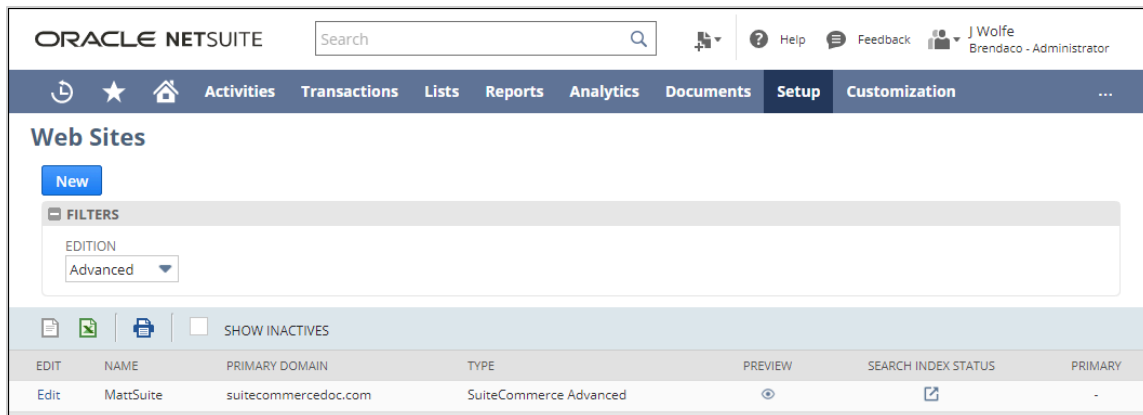 ORACLE NETSUITE
Search
Help
Feedback
J Wolfe
Brendaco - Administrator
Activities Transactions Lists Reports Analytics Documents Setup Customization ...
Web Sites
New
FILTERS
EDITION
Advanced
SHOW INACTIVES
EDIT NAME PRIMARY DOMAIN TYPE PREVIEW SEARCH INDEX STATUS PRIMARY
Edit MattSuite suitecommercedoc.com SuiteCommerce Advanced -